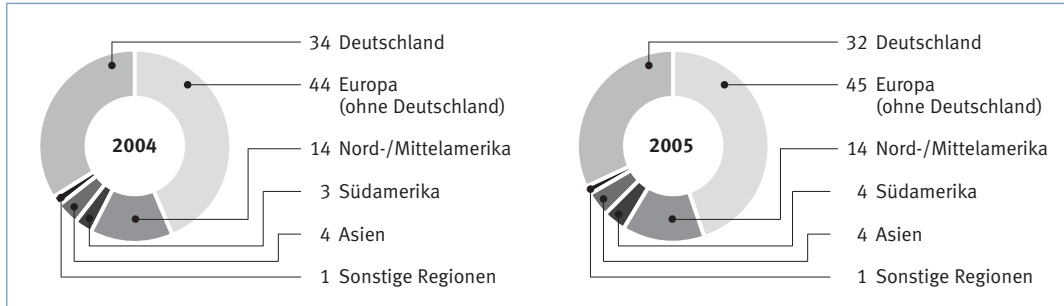 34 Deutschland
44 Europa
(ohne Deutschland)
2004
14 Nord-/Mittelamerika
3 Südamerika
4 Asien
1 Sonstige Regionen
32 Deutschland
45 Europa
(ohne Deutschland)
2005
14 Nord-/Mittelamerika
4 Südamerika
4 Asien
1 Sonstige Regionen